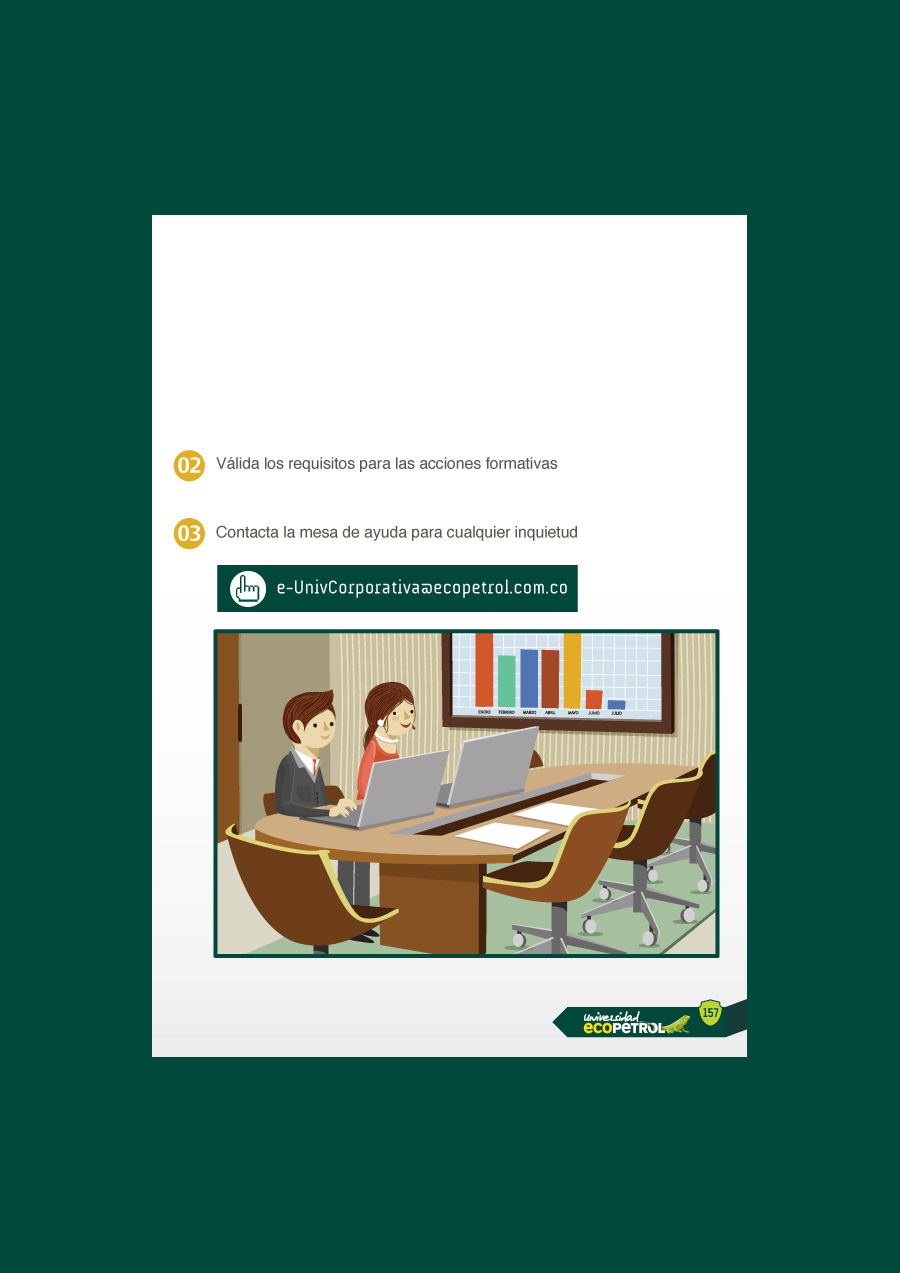 02 Válida los requisitos para las acciones formativas
03 Contacta la mesa de ayuda para cualquier inquietud
e-UnivCorporativa@ecopetrol.com.co
ENERO FEBRERO MARZO ABRIL MAYO JUNIO JULIO
Universidad
ecopetrol
157